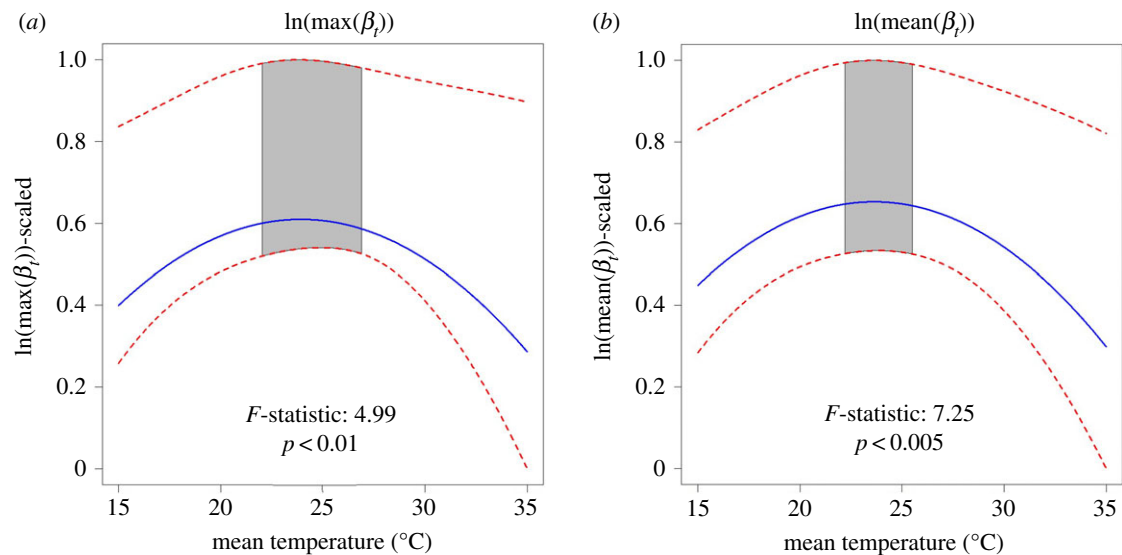 (a)
ln(max(βt))
ln(max(βt))-scaled
1.0
0.8
0.6
0.4
0.2
0
F-statistic: 4.99
p < 0.01
15
20
25
30
35
mean temperature (°C)
(b)
ln(mean(βt))
ln(mean(βt))-scaled
1.0
0.8
0.6
0.4
0.2
0
F-statistic: 7.25
p < 0.005
15
20
25
30
35
mean temperature (°C)